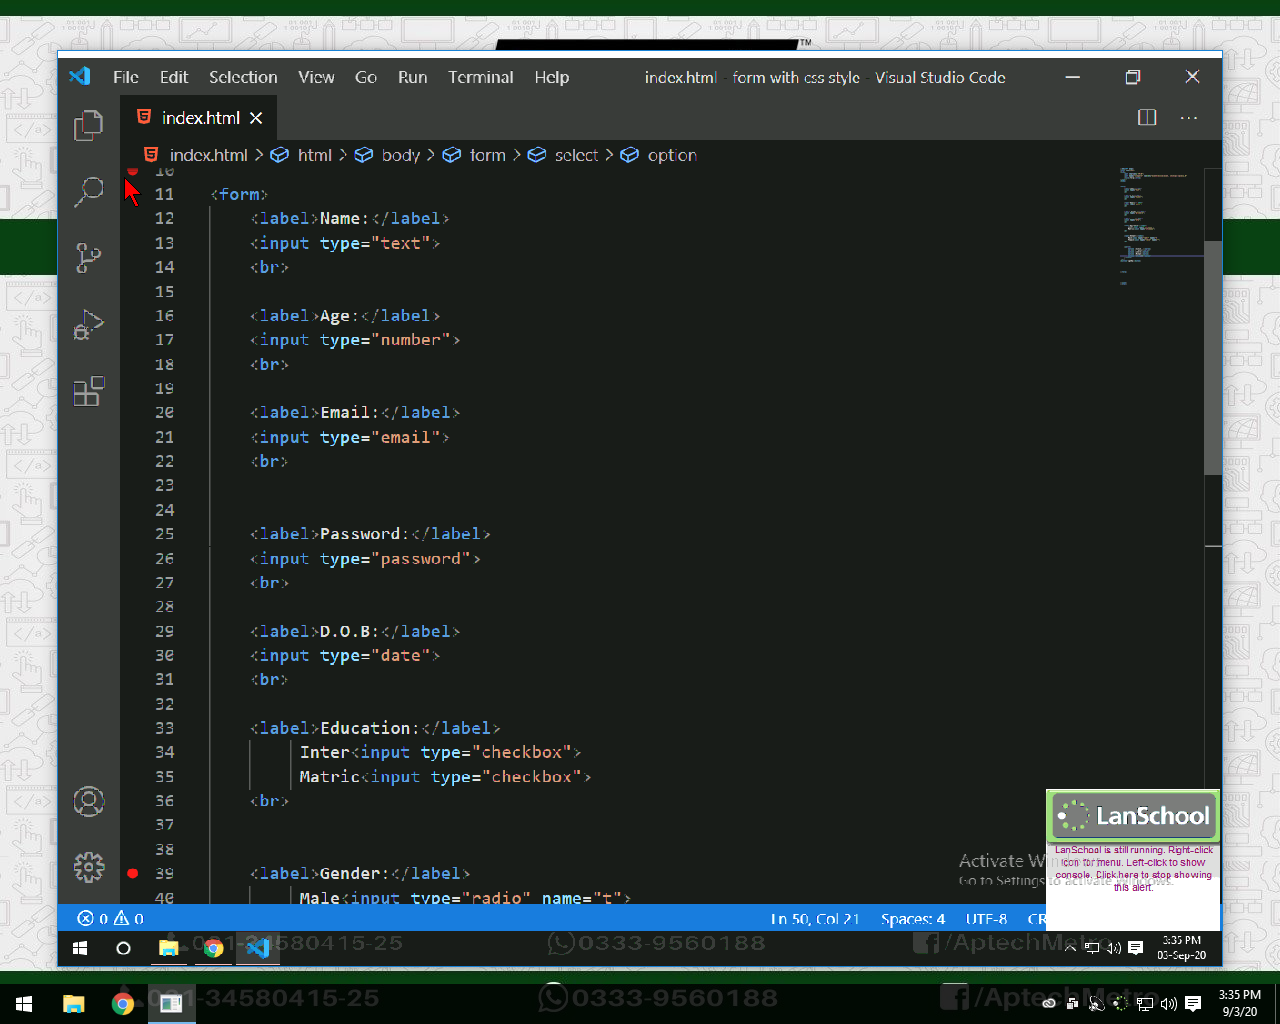 TM
File Edit Selection View Go Run Terminal Help index.html - form with css style - Visual Studio Code
index.html
index.html > html > body > form > select > option
10
11 <form>
12 <label>Name:</label>
13 <input type="text">
14 <br>
15
16 <label>Age:</label>
17 <input type="number">
18 <br>
19
20 <label>Email:</label>
21 <input type="email">
22 <br>
23
24
25 <label>Password:</label>
26 <input type="password">
27 <br>
28
29 <label>D.O.B:</label>
30 <input type="date">
31 <br>
32
33 <label>Education:</label>
34 Inter<input type="checkbox">
35 Matric<input type="checkbox">
36 <br>
37
38
39 <label>Gender:</label>
40 Male<input type="radio" name="t">
LanSchool
LanSchool is still running. Right-click
icon for menu. Left-click to show
console. Click here to stop showing
this alert.
Activate Windows
Go to Settings to activate Windows.
0 0 Ln 50, Col 21 Spaces: 4 UTF-8 CR
-34580415-25 0333-9560188 /AptechMetro
3:35 PM
03-Sep-20
-34580415-25 0333-9560188 /AptechMetro
3:35 PM
9/3/20